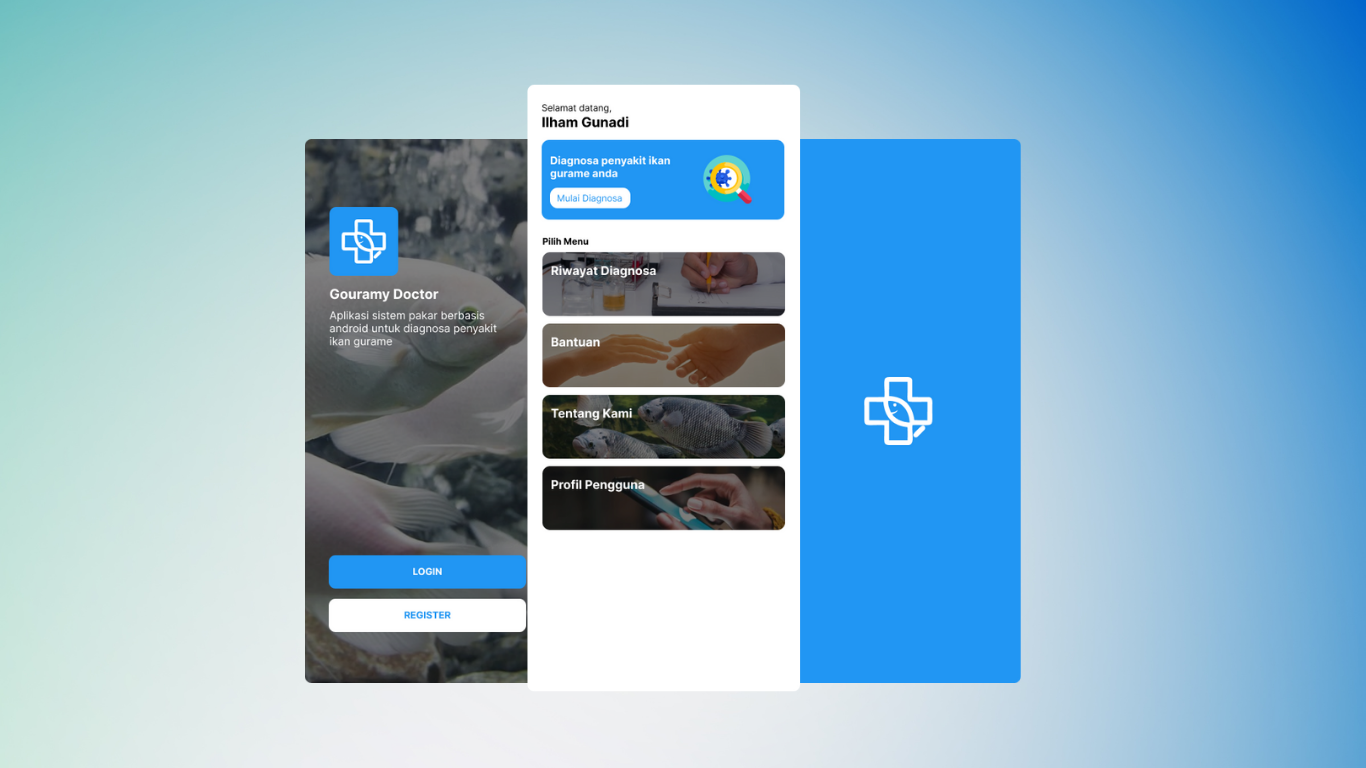 Gouramy Doctor
Aplikasi sistem pakar berbasis
android untuk diagnosa penyakit
ikan gurame
LOGIN
REGISTER
Selamat datang,
Ilham Gunadi
Diagnosa penyakit ikan
gurame anda
Mulai Diagnosa
Pilih Menu
Riwayat Diagnosa
Bantuan
Tentang Kami
Profil Pengguna